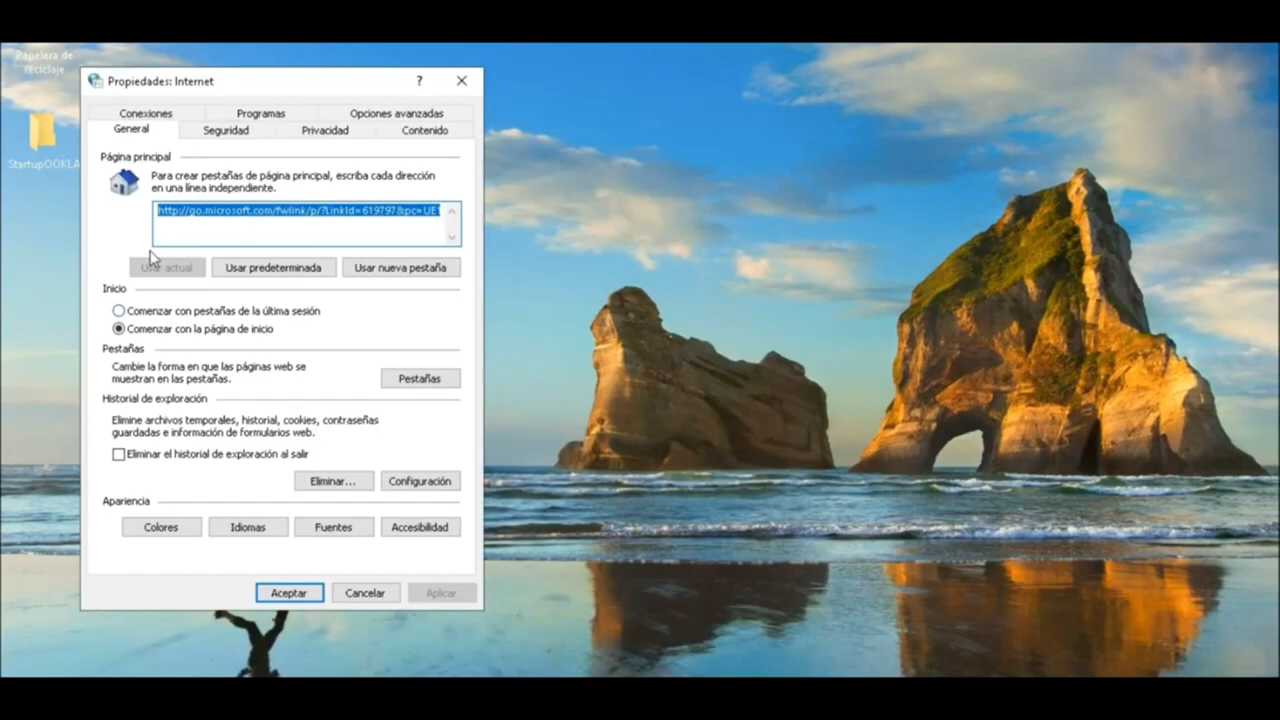 Papelera de
reciclaje
StartupOOKLA
Propiedades: Internet
?
Conexiones
Programas
Opciones avanzadas
General
Seguridad
Privacidad
Contenido
Página principal
Para crear pestañas de página principal, escriba cada dirección
en una línea independiente.
http://go.microsoft.com/fwlink/p/?LinkId=619797&pc=UE1
Usar actual
Usar predeterminada
Usar nueva pestaña
Inicio
Comenzar con pestañas de la última sesión
Comenzar con la página de inicio
Pestañas
Cambie la forma en que las páginas web se
muestran en las pestañas.
Pestañas
Historial de exploración
Elimine archivos temporales, historial, cookies, contraseñas
guardadas e información de formularios web.
Eliminar el historial de exploración al salir
Eliminar...
Configuración
Apariencia
Colores
Idiomas
Fuentes
Accesibilidad
Aceptar
Cancelar
Aplicar